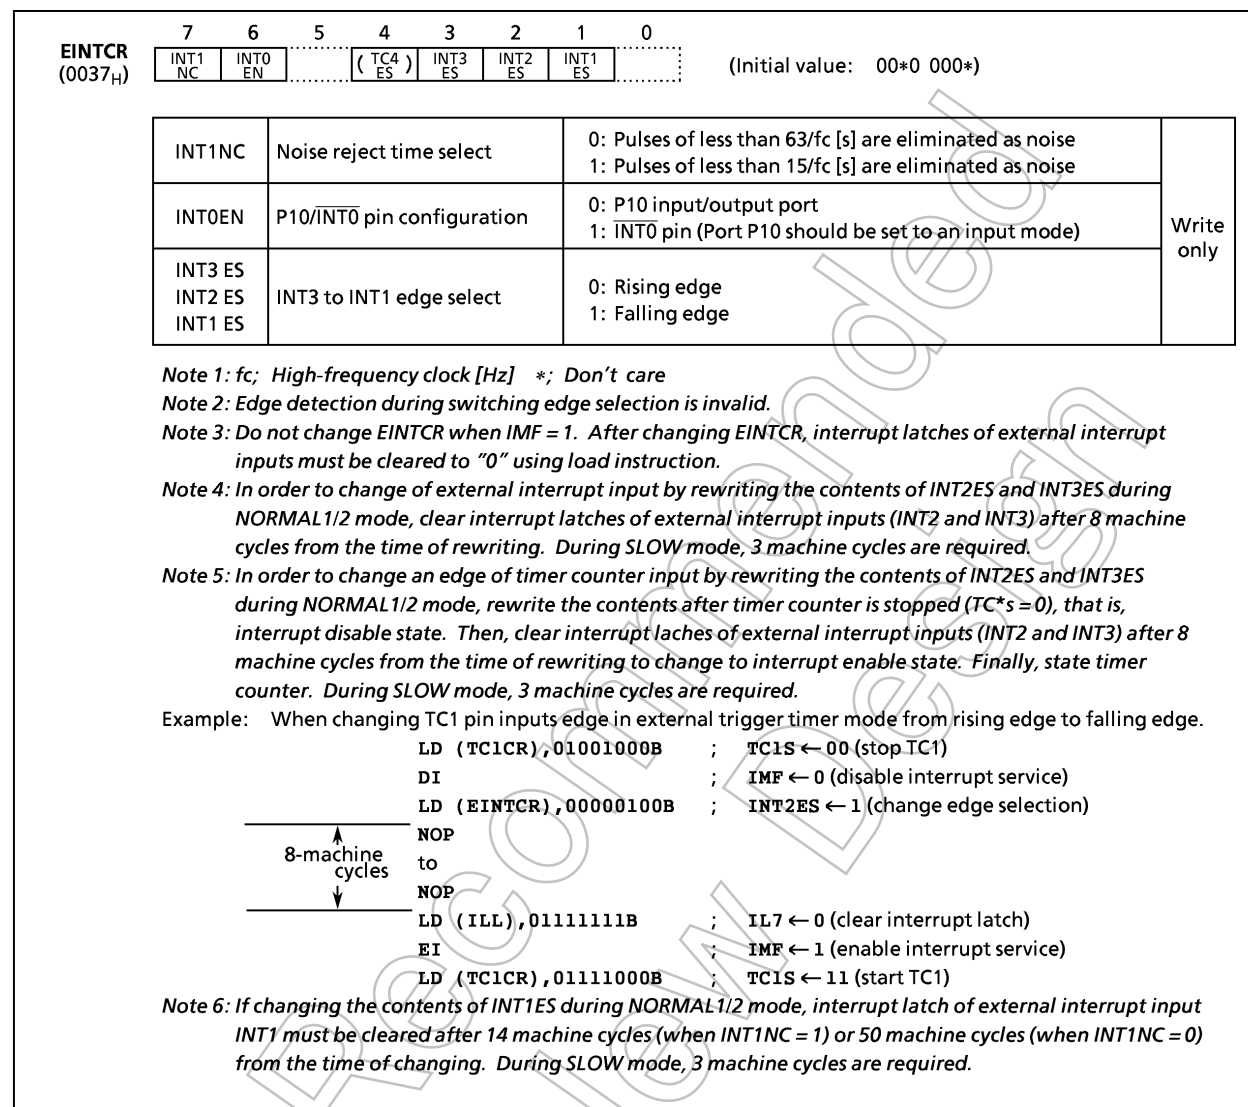 7 6 5 4 3 2 1 0
EINTCR
(0037H)
INT1 NC INT0 EN ( TC4 ES ) INT3 ES INT2 ES INT1 ES
(Initial value: 00*0 000*)
INT1NC Noise reject time select
0: Pulses of less than 63/fc [s] are eliminated as noise
1: Pulses of less than 15/fc [s] are eliminated as noise
INT0EN P10/INT0 pin configuration
0: P10 input/output port
1: INT0 pin (Port P10 should be set to an input mode)
INT3 ES
INT2 ES
INT1 ES
INT3 to INT1 edge select
0: Rising edge
1: Falling edge
Write
only
Note 1: fc; High-frequency clock [Hz] *; Don't care
Note 2: Edge detection during switching edge selection is invalid.
Note 3: Do not change EINTCR when IMF = 1. After changing EINTCR, interrupt latches of external interrupt
inputs must be cleared to "0" using load instruction.
Note 4: In order to change of external interrupt input by rewriting the contents of INT2ES and INT3ES during
NORMAL1/2 mode, clear interrupt latches of external interrupt inputs (INT2 and INT3) after 8 machine
cycles from the time of rewriting. During SLOW mode, 3 machine cycles are required.
Note 5: In order to change an edge of timer counter input by rewriting the contents of INT2ES and INT3ES
during NORMAL1/2 mode, rewrite the contents after timer counter is stopped (TC*s = 0), that is,
interrupt disable state. Then, clear interrupt laches of external interrupt inputs (INT2 and INT3) after 8
machine cycles from the time of rewriting to change to interrupt enable state. Finally, state timer
counter. During SLOW mode, 3 machine cycles are required.
Example: When changing TC1 pin inputs edge in external trigger timer mode from rising edge to falling edge.
LD (TC1CR),01001000B ; TC1S ← 00 (stop TC1)
DI ; IMF ← 0 (disable interrupt service)
LD (EINTCR),00000100B ; INT2ES ← 1 (change edge selection)
NOP
8-machine
cycles
to
NOP
LD (ILL),01111111B ; IL7 ← 0 (clear interrupt latch)
EI ; IMF ← 1 (enable interrupt service)
LD (TC1CR),01111000B ; TC1S ← 11 (start TC1)
Note 6: If changing the contents of INT1ES during NORMAL1/2 mode, interrupt latch of external interrupt input
INT1 must be cleared after 14 machine cycles (when INT1NC = 1) or 50 machine cycles (when INT1NC = 0)
from the time of changing. During SLOW mode, 3 machine cycles are required.
Recommended
New Design